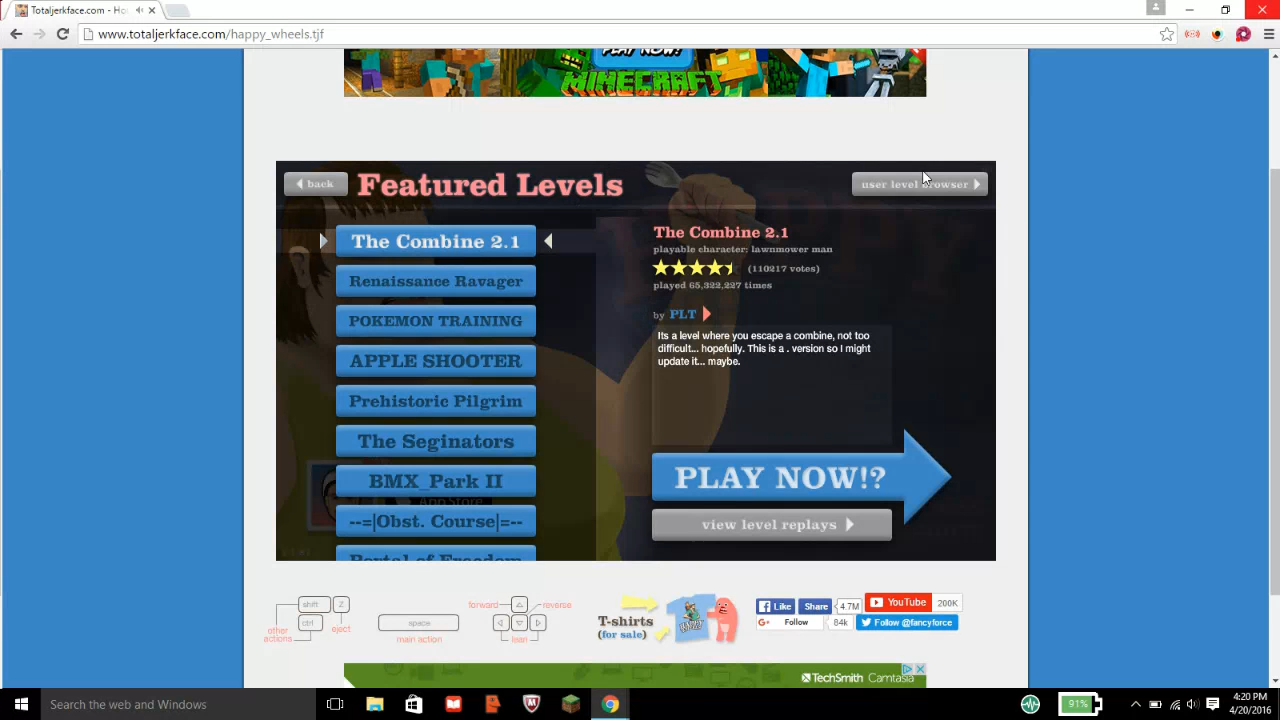 Totaljerkface.com - Ho
www.totaljerkface.com/happy_wheels.tjf
PLAY NOW!
MINECRAFT
back
Featured Levels
user level browser
The Combine 2.1
Renaissance Ravager
POKEMON TRAINING
APPLE SHOOTER
Prehistoric Pilgrim
The Seginators
BMX_Park II
App Store
--=|Obst. Course|=--
Portal of Freedom
The Combine 2.1
playable character: lawnmower man
(110217 votes)
played 65,322,227 times
by PLT
Its a level where you escape a combine, not too
difficult... hopefully. This is a . version so I might
update it... maybe.
PLAY NOW!?
view level replays
shift
Z
ctrl
eject
other
actions
space
main action
forward
reverse
lean
T-shirts
(for sale)
Like
Share
4.7M
YouTube
200K
Follow
84k
Follow @fancyforce
TechSmith Camtasia
Search the web and Windows
91%
4:20 PM
4/20/2016